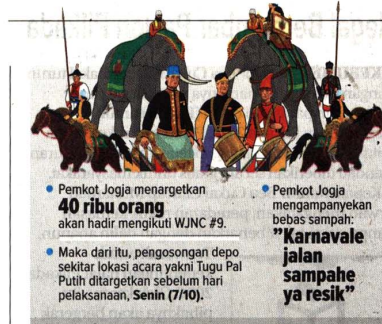 Pemkot Jogja menargetkan
40 ribu orang
akan hadir mengikuti WJNC #9.
Maka dari itu, pengosongan depo
sekitar lokasi acara yakni Tugu Pal
Putih ditargetkan sebelum hari
pelaksanaan, Senin (7/10).
Pemkot Jogja
mengampanyekan
bebas sampah:
"Karnavale
jalan
sampahe
ya resik"